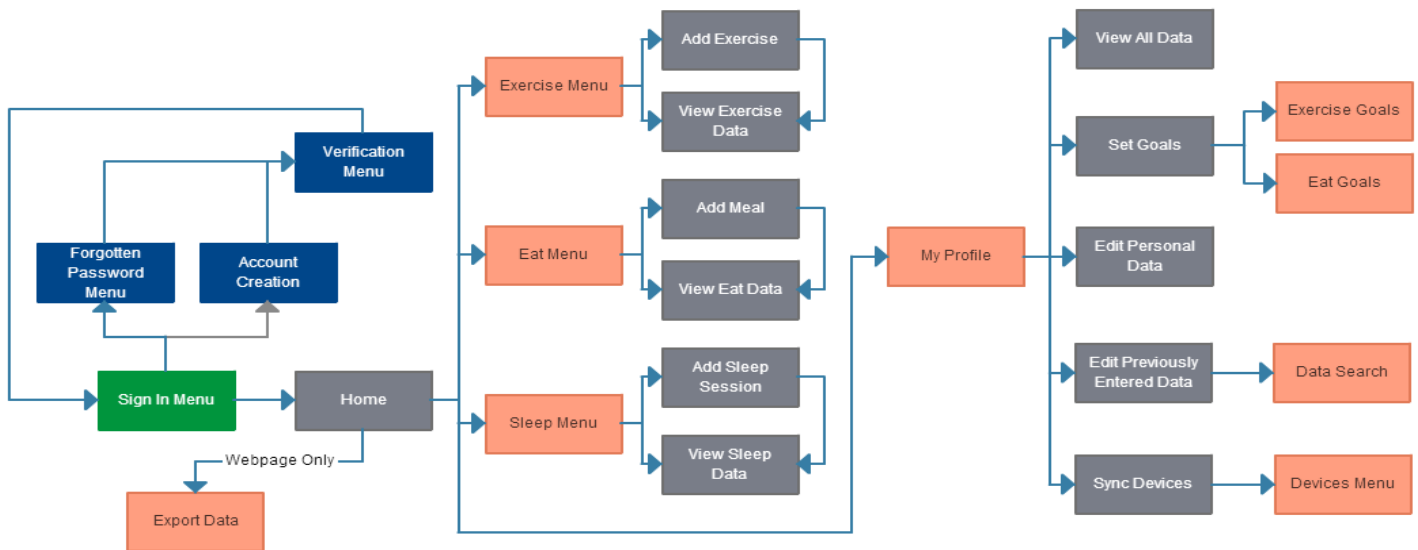 Verification
Menu
Forgotten
Password
Menu
Account
Creation
Sign In Menu
Home
Webpage Only
Export Data
Exercise Menu
Add Exercise
View Exercise
Data
Eat Menu
Add Meal
View Eat Data
Sleep Menu
Add Sleep
Session
View Sleep
Data
My Profile
View All Data
Set Goals
Exercise Goals
Eat Goals
Edit Personal
Data
Edit Previously
Entered Data
Data Search
Sync Devices
Devices Menu